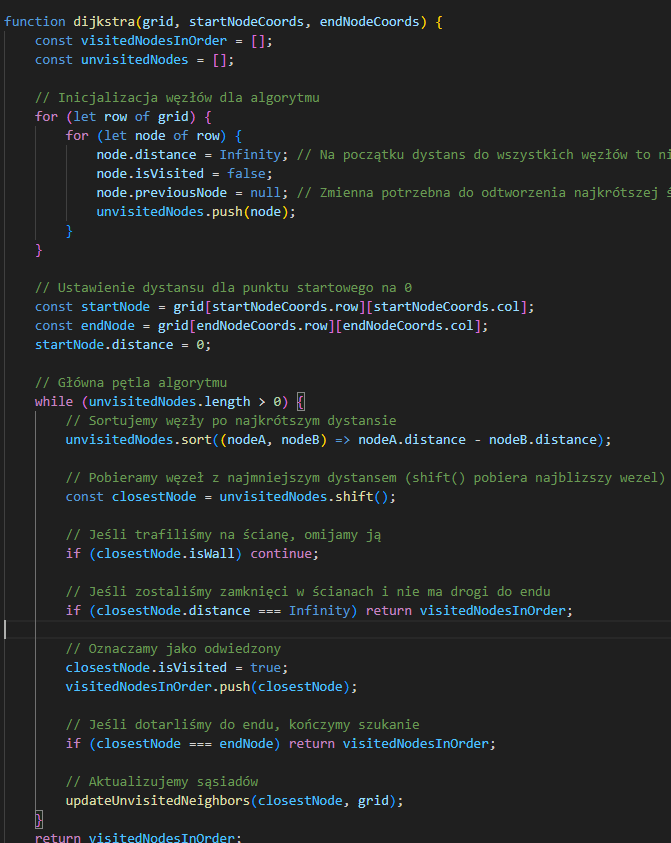 function dijkstra(grid, startNodeCoords, endNodeCoords) {
const visitedNodesInOrder = [];
const unvisitedNodes = [];
// Inicjalizacja węzłów dla algorytmu
for (let row of grid) {
for (let node of row) {
node.distance = Infinity; // Na początku dystans do wszystkich węzłów to ni
node.isVisited = false;
node.previousNode = null; // Zmienna potrzebna do odtworzenia najkrótszej ś
unvisitedNodes.push(node);
}
}
// Ustawienie dystansu dla punktu startowego na 0
const startNode = grid[startNodeCoords.row][startNodeCoords.col];
const endNode = grid[endNodeCoords.row][endNodeCoords.col];
startNode.distance = 0;
// Główna pętla algorytmu
while (unvisitedNodes.length > 0) {
// Sortujemy węzły po najkrótszym dystansie
unvisitedNodes.sort((nodeA, nodeB) => nodeA.distance - nodeB.distance);
// Pobieramy węzeł z najmniejszym dystansem (shift() pobiera najblizszy wezel)
const closestNode = unvisitedNodes.shift();
// Jeśli trafiliśmy na ścianę, omijamy ją
if (closestNode.isWall) continue;
// Jeśli zostaliśmy zamknięci w ścianach i nie ma drogi do endu
if (closestNode.distance === Infinity) return visitedNodesInOrder;
// Oznaczamy jako odwiedzony
closestNode.isVisited = true;
visitedNodesInOrder.push(closestNode);
// Jeśli dotarliśmy do endu, kończymy szukanie
if (closestNode === endNode) return visitedNodesInOrder;
// Aktualizujemy sąsiadów
updateUnvisitedNeighbors(closestNode, grid);
}
return visitedNodesInOrder;